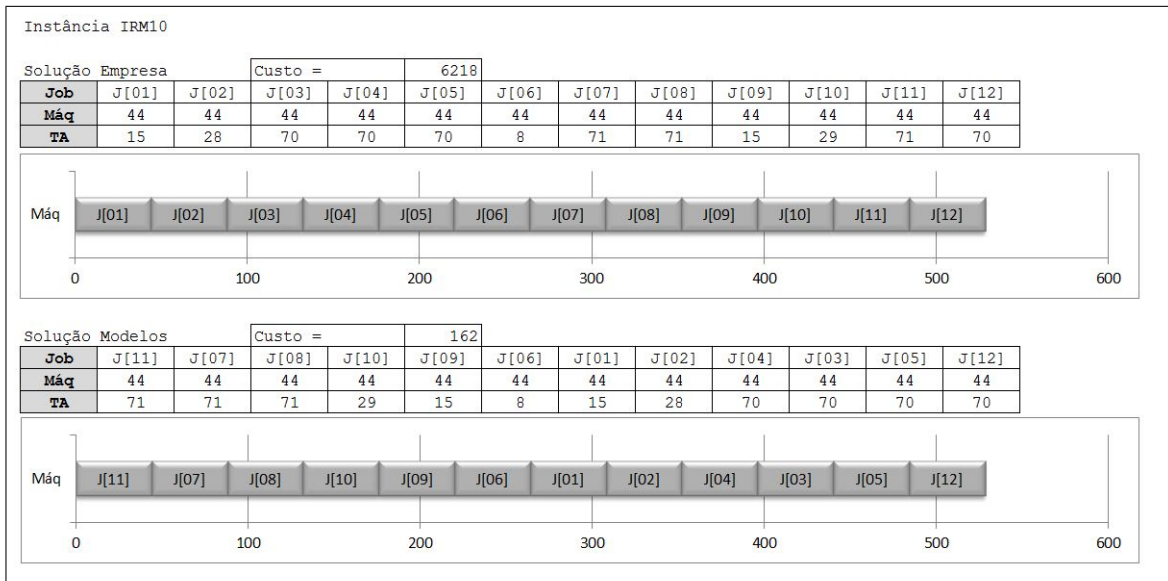 Instância IRM10
Solução Empresa Custo = 6218
Job J[01] J[02] J[03] J[04] J[05] J[06] J[07] J[08] J[09] J[10] J[11] J[12]
Máq 44 44 44 44 44 44 44 44 44 44 44 44
TA 15 28 70 70 70 8 71 71 15 29 71 70
Máq J[01] J[02] J[03] J[04] J[05] J[06] J[07] J[08] J[09] J[10] J[11] J[12]
0 100 200 300 400 500 600
Solução Modelos Custo = 162
Job J[11] J[07] J[08] J[10] J[09] J[06] J[01] J[02] J[04] J[03] J[05] J[12]
Máq 44 44 44 44 44 44 44 44 44 44 44 44
TA 71 71 71 29 15 8 15 28 70 70 70 70
Máq J[11] J[07] J[08] J[10] J[09] J[06] J[01] J[02] J[04] J[03] J[05] J[12]
0 100 200 300 400 500 600